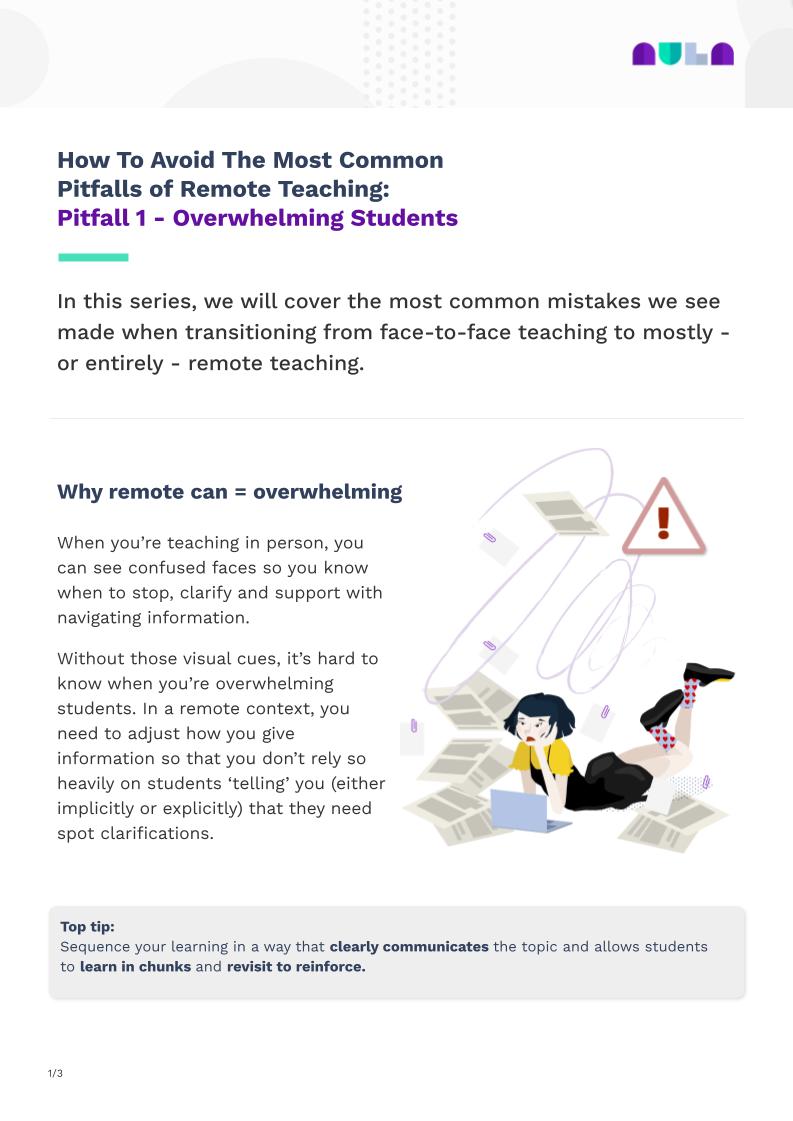 AULA
How To Avoid The Most Common
Pitfalls of Remote Teaching:
Pitfall 1 - Overwhelming Students
In this series, we will cover the most common mistakes we see
made when transitioning from face-to-face teaching to mostly -
or entirely - remote teaching.
Why remote can = overwhelming
When you’re teaching in person, you
can see confused faces so you know
when to stop, clarify and support with
navigating information.
Without those visual cues, it’s hard to
know when you’re overwhelming
students. In a remote context, you
need to adjust how you give
information so that you don’t rely so
heavily on students ‘telling’ you (either
implicitly or explicitly) that they need
spot clarifications.
!
Top tip:
Sequence your learning in a way that clearly communicates the topic and allows students
to learn in chunks and revisit to reinforce.
1/3